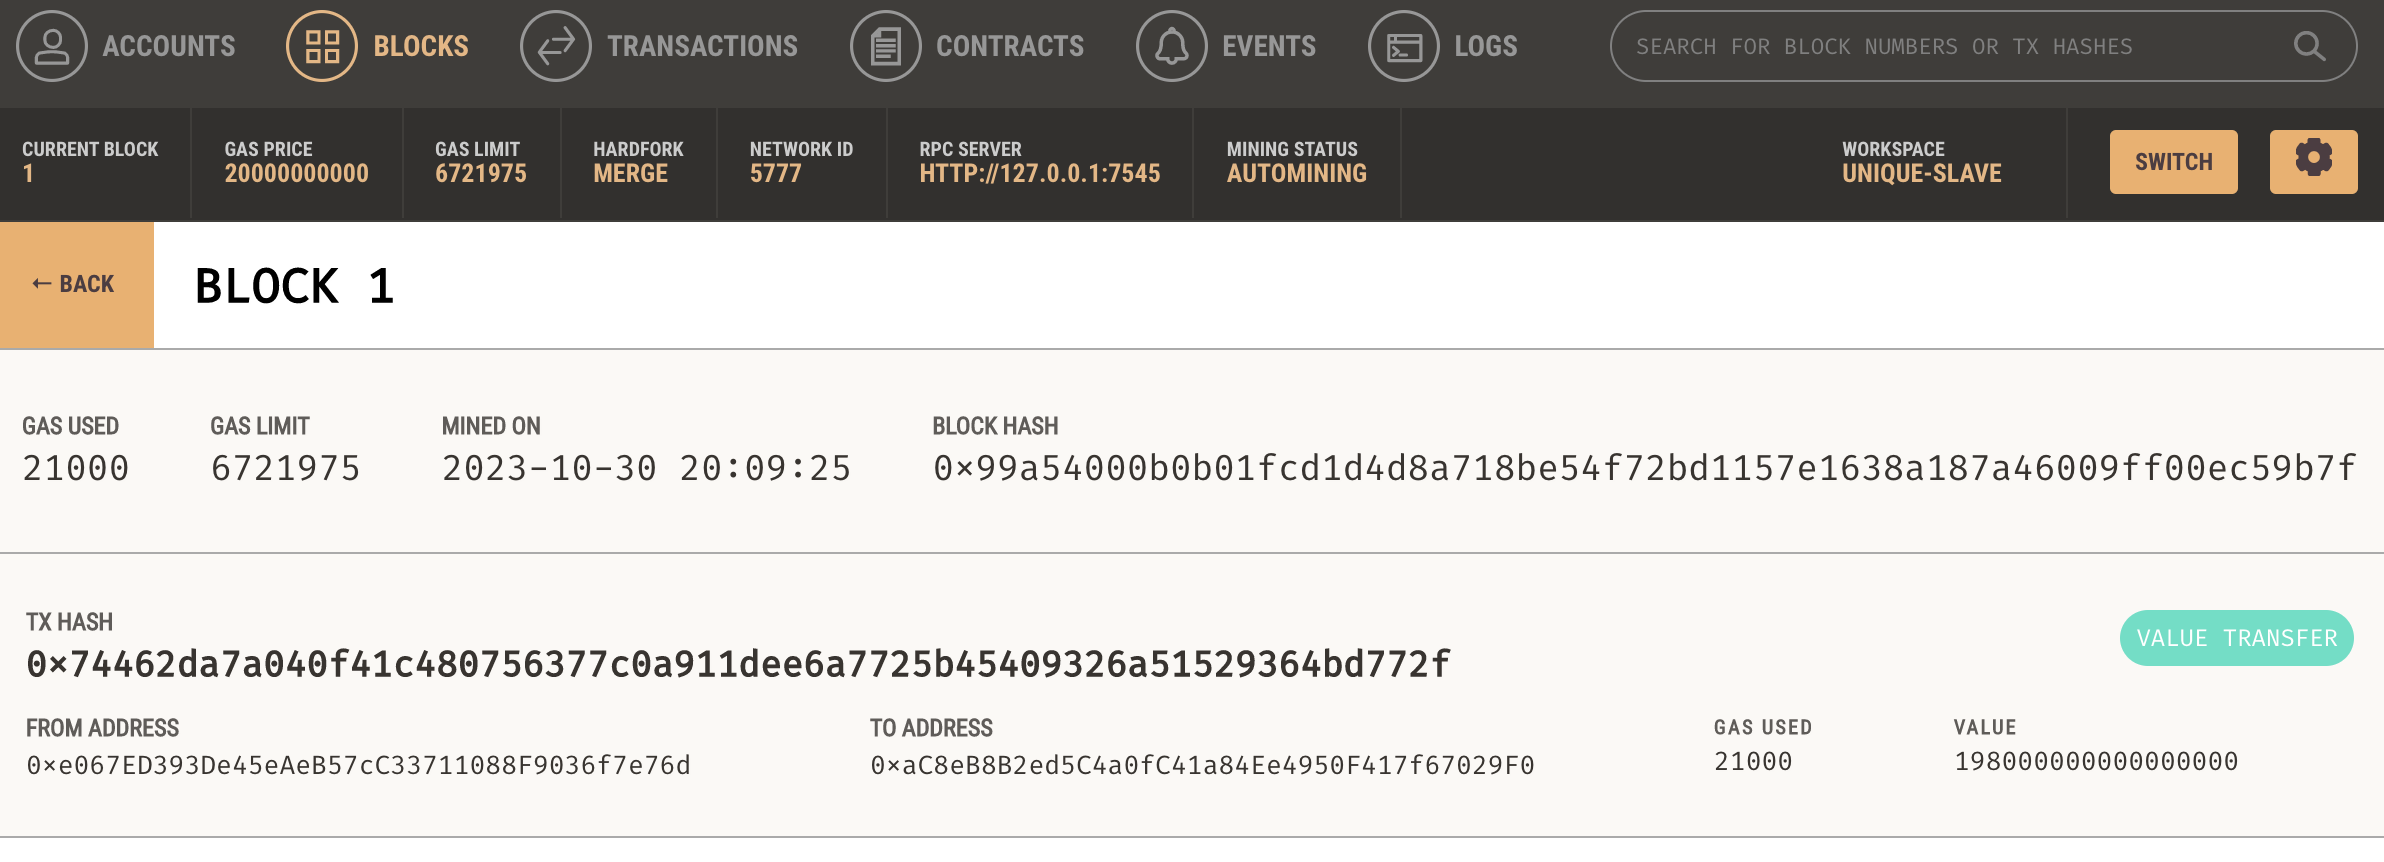 ACCOUNTS BLOCKS TRANSACTIONS CONTRACTS EVENTS LOGS SEARCH FOR BLOCK NUMBERS OR TX HASHES
CURRENT BLOCK GAS PRICE GAS LIMIT HARDFORK NETWORK ID RPC SERVER MINING STATUS WORKSPACE
1 20000000000 6721975 MERGE 5777 HTTP://127.0.0.1:7545 AUTOMINING UNIQUE-SLAVE SWITCH
← BACK BLOCK 1
GAS USED GAS LIMIT MINED ON BLOCK HASH
21000 6721975 2023-10-30 20:09:25 0×99a54000b0b01fcd1d4d8a718be54f72bd1157e1638a187a46009ff00ec59b7f
TX HASH
0×74462da7a040f41c480756377c0a911dee6a7725b45409326a51529364bd772f VALUE TRANSFER
FROM ADDRESS TO ADDRESS GAS USED VALUE
0×e067ED393De45eAeB57cC33711088F9036f7e76d 0×aC8eB8B2ed5C4a0fC41a84Ee4950F417f67029F0 21000 198000000000000000